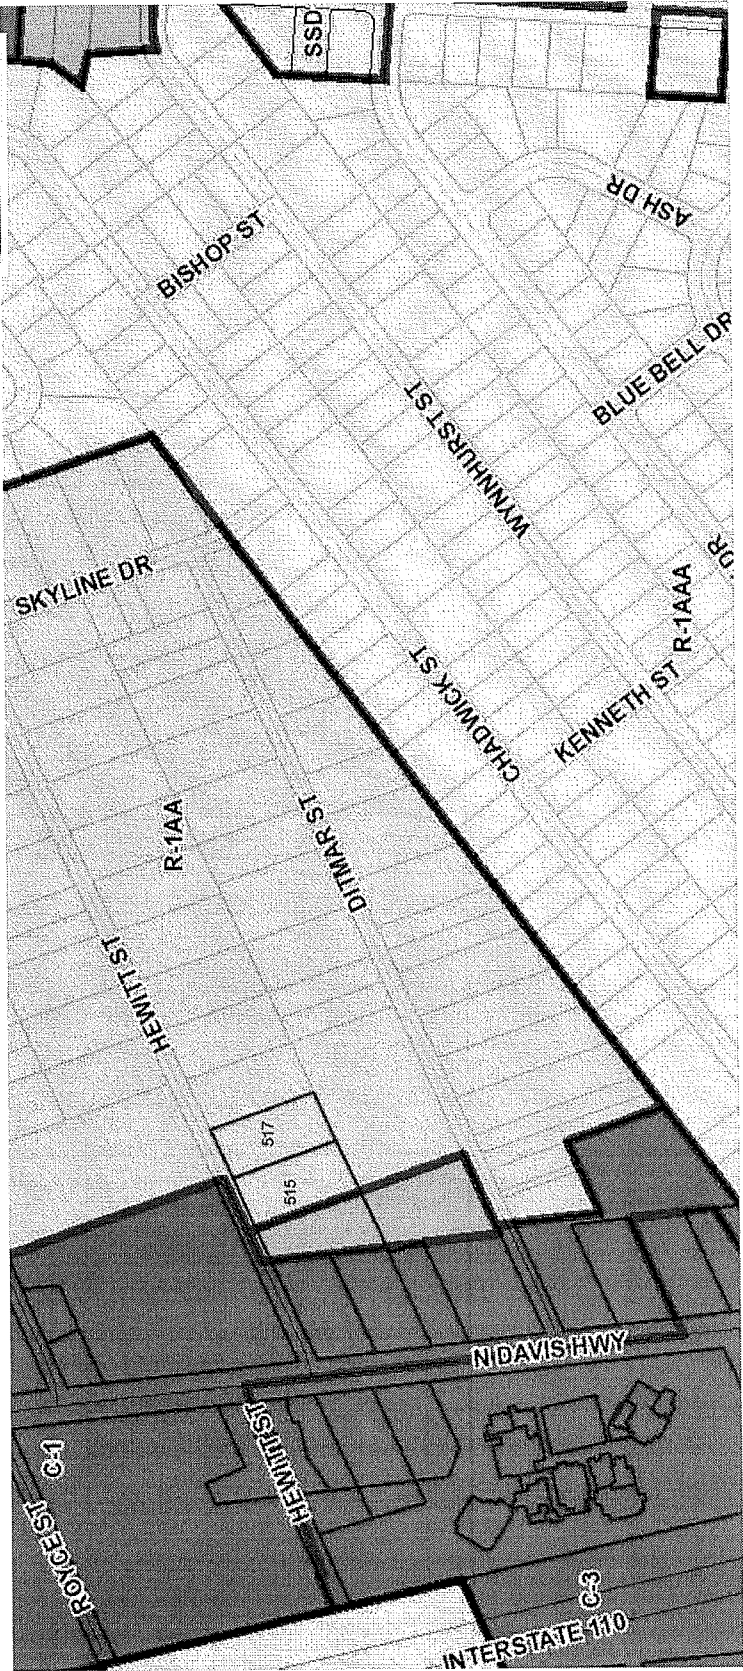 SSD
ASH DR
BISHOP ST
BLUE BELL DR
WYNNHURST ST
SKYLINE DR
DR
R-1AAA
CHADWICK ST
KENNETH ST
R-1AA
DITMAR ST
HEWITT ST
517
515
N DAVIS HWY
HEWITT ST
C-1
ROYCE ST
C-3
INTERSTATE 110